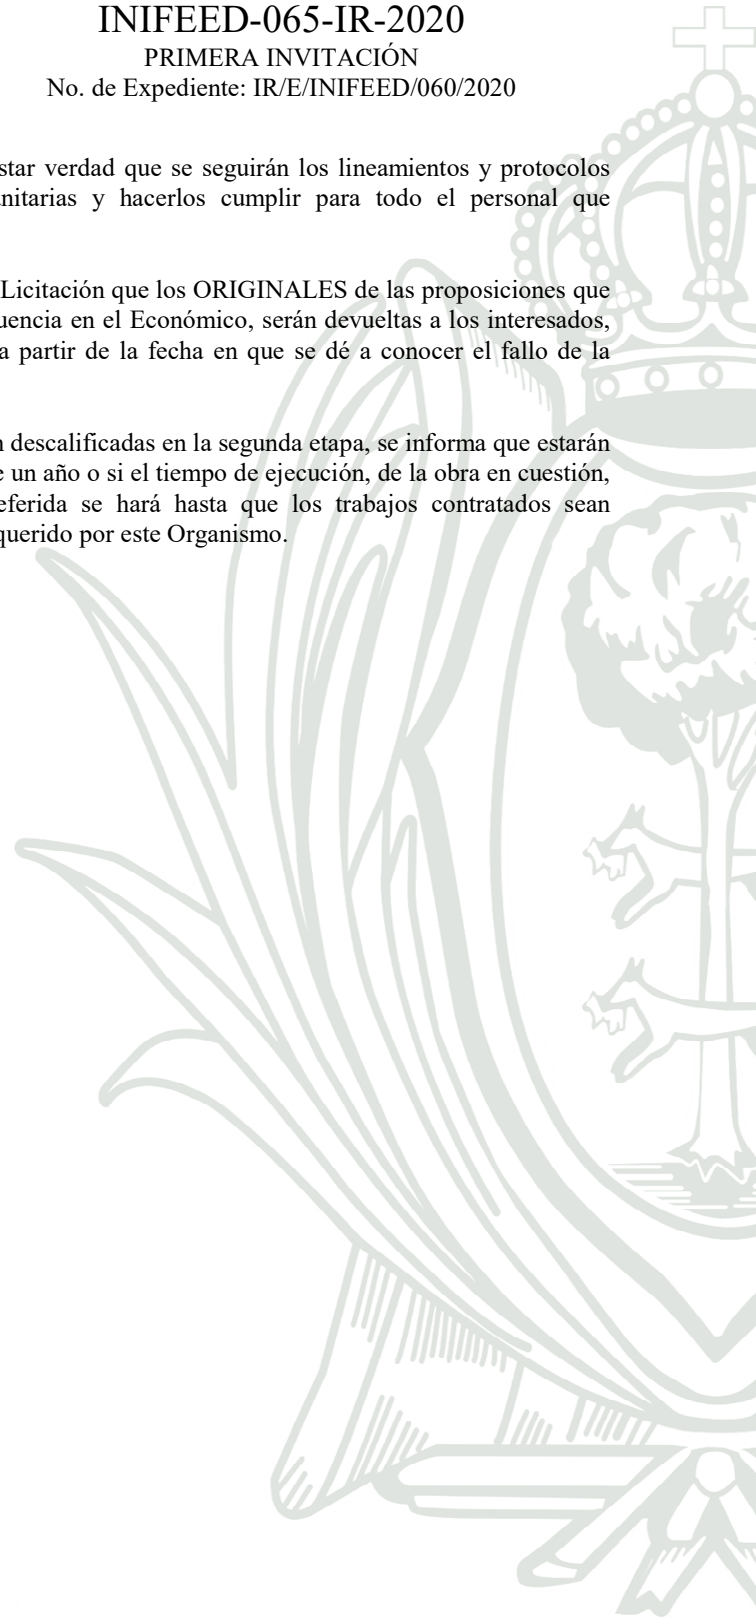 INIFEED-065-IR-2020
PRIMERA INVITACIÓN
No. de Expediente: IR/E/INIFEED/060/2020
star verdad que se seguirán los lineamientos y protocolos
nitarias y hacerlos cumplir para todo el personal que
Licitación que los ORIGINALES de las proposiciones que
uencia en el Económico, serán devueltas a los interesados,
a partir de la fecha en que se dé a conocer el fallo de la
n descalificadas en la segunda etapa, se informa que estarán
e un año o si el tiempo de ejecución, de la obra en cuestión,
eferida se hará hasta que los trabajos contratados sean
querido por este Organismo.